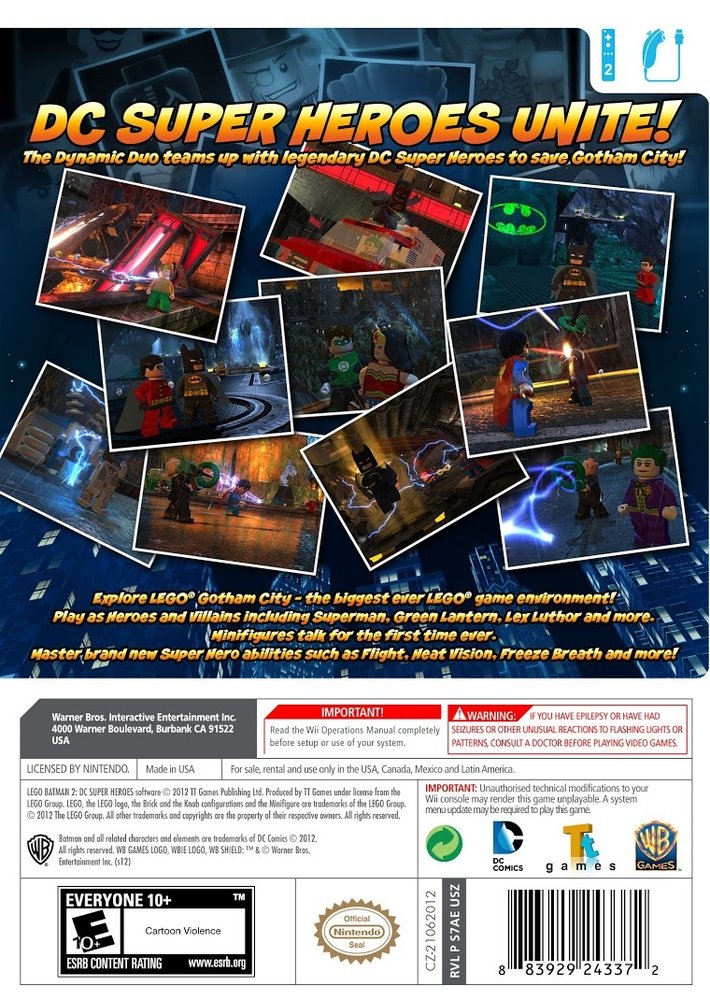 2
DC SUPER HEROES UNITE!
The Dynamic Duo teams up with legendary DC Super Heroes to save Gotham City!
Explore LEGO® Gotham City - the biggest ever LEGO® game environment!
Play as Heroes and Villains including Superman, Green Lantern, Lex Luthor and more.
Minifigures talk for the first time ever.
Master brand new Super Hero abilities such as Flight, Heat Vision, Freeze Breath and more!
Warner Bros. Interactive Entertainment Inc.
4000 Warner Boulevard, Burbank CA 91522
USA
IMPORTANT!
Read the Wii Operations Manual completely
before setup or use of your system.
WARNING: IF YOU HAVE EPILEPSY OR HAVE HAD
SEIZURES OR OTHER UNUSUAL REACTIONS TO FLASHING LIGHTS OR
PATTERNS, CONSULT A DOCTOR BEFORE PLAYING VIDEO GAMES.
LICENSED BY NINTENDO.
Made in USA
For sale, rental and use only in the USA, Canada, Mexico and Latin America.
LEGO BATMAN 2: DC SUPER HEROES software © 2012 TT Games Publishing Ltd. Produced by TT Games under license from the
LEGO Group. LEGO, the LEGO logo, the Brick and the Knob configurations and the Minifigure are trademarks of the LEGO Group.
© 2012 The LEGO Group. All other trademarks and copyrights are the property of their respective owners. All rights reserved.
WB
Batman and all related characters and elements are trademarks of DC Comics © 2012.
All rights reserved. WB GAMES LOGO, WBIE LOGO, WB SHIELD: ™ & © Warner Bros.
Entertainment Inc. (s12)
IMPORTANT: Unauthorised technical modifications to your
Wii console may render this game unplayable. A system
menu update may be required to play this game.
DC
COMICS
Tt
games
WB
GAMES
EVERYONE 10+ ™
E
10+
Cartoon Violence
ESRB CONTENT RATING www.esrb.org
Official
Nintendo
Seal
CZ-21062012
RVL P S7AE USZ
8 83929 24337 2